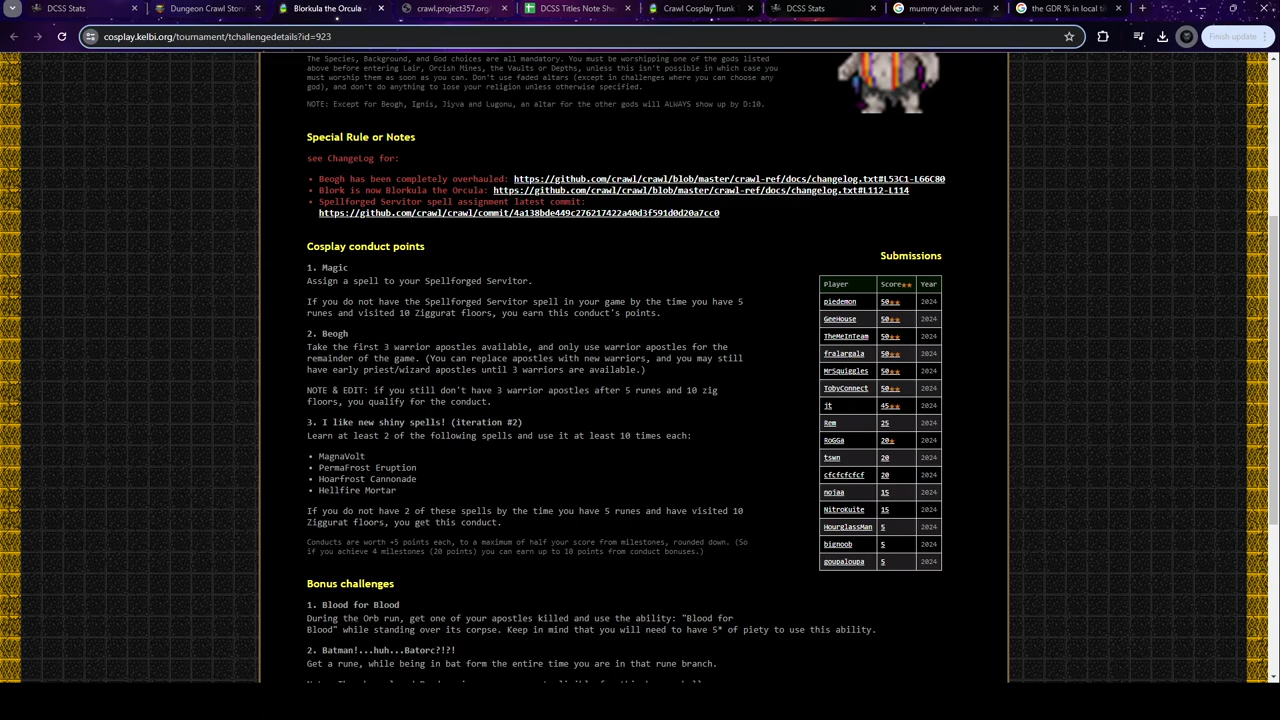 DCSS Stats
Dungeon Crawl Ston
Blorkula the Orcula -
crawl.project357.org/
DCSS Titles Note She
Crawl Cosplay Trunk
DCSS Stats
mummy delver ache
the GDR % in local ti
cosplay.kelbi.org/tournament/tchallengedetails?id=923
Finish update
The Species, Background, and God choices are all mandatory. You must be worshipping one of the gods listed
above before entering Lair, Orcish Mines, the Vaults or Depths, unless this isn't possible in which case you
must worship them as soon as you can. Don't use faded altars (except in challenges where you can choose any
god), and don't do anything to lose your religion unless otherwise specified.
NOTE: Except for Beogh, Ignis, Jiyva and Lugonu, an altar for the other gods will ALWAYS show up by D:10.
Special Rule or Notes
see ChangeLog for:
• Beogh has been completely overhauled: https://github.com/crawl/crawl/blob/master/crawl-ref/docs/changelog.txt#L53C1-L66C80
• Blork is now Blorkula the Orcula: https://github.com/crawl/crawl/blob/master/crawl-ref/docs/changelog.txt#L112-L114
• Spellforged Servitor spell assignment latest commit:
https://github.com/crawl/crawl/commit/4a138bde449c276217422a40d3f591d0d20a7cc0
Cosplay conduct points
1. Magic
Assign a spell to your Spellforged Servitor.
If you do not have the Spellforged Servitor spell in your game by the time you have 5
runes and visited 10 Ziggurat floors, you earn this conduct's points.
2. Beogh
Take the first 3 warrior apostles available, and only use warrior apostles for the
remainder of the game. (You can replace apostles with new warriors, and you may still
have early priest/wizard apostles until 3 warriors are available.)
NOTE & EDIT: if you still don't have 3 warrior apostles after 5 runes and 10 zig
floors, you qualify for the conduct.
3. I like new shiny spells! (iteration #2)
Learn at least 2 of the following spells and use it at least 10 times each:
• MagnaVolt
• PermaFrost Eruption
• Hoarfrost Cannonade
• Hellfire Mortar
If you do not have 2 of these spells by the time you have 5 runes and have visited 10
Ziggurat floors, you get this conduct.
Conducts are worth +5 points each, to a maximum of half your score from milestones, rounded down. (So
if you achieve 4 milestones (20 points) you can earn up to 10 points from conduct bonuses.)
Bonus challenges
1. Blood for Blood
During the Orb run, get one of your apostles killed and use the ability: "Blood for
Blood" while standing over its corpse. Keep in mind that you will need to have 5* of piety to use this ability.
2. Batman!...huh...Batorc?!?!
Get a rune, while being in bat form the entire time you are in that rune branch.
Submissions
Player Score★★ Year
piedemon 50★★ 2024
GeeHouse 50★★ 2024
TheMeInTeam 50★★ 2024
fralargala 50★★ 2024
MrSquiggles 50★★ 2024
TobyConnect 50★★ 2024
jt 45★★ 2024
Rem 25 2024
RoGGa 20★ 2024
tswn 20 2024
cfcfcfcfcf 20 2024
nojaa 15 2024
NitroKuite 15 2024
HourglassMan 5 2024
bignoob 5 2024
goupaloupa 5 2024